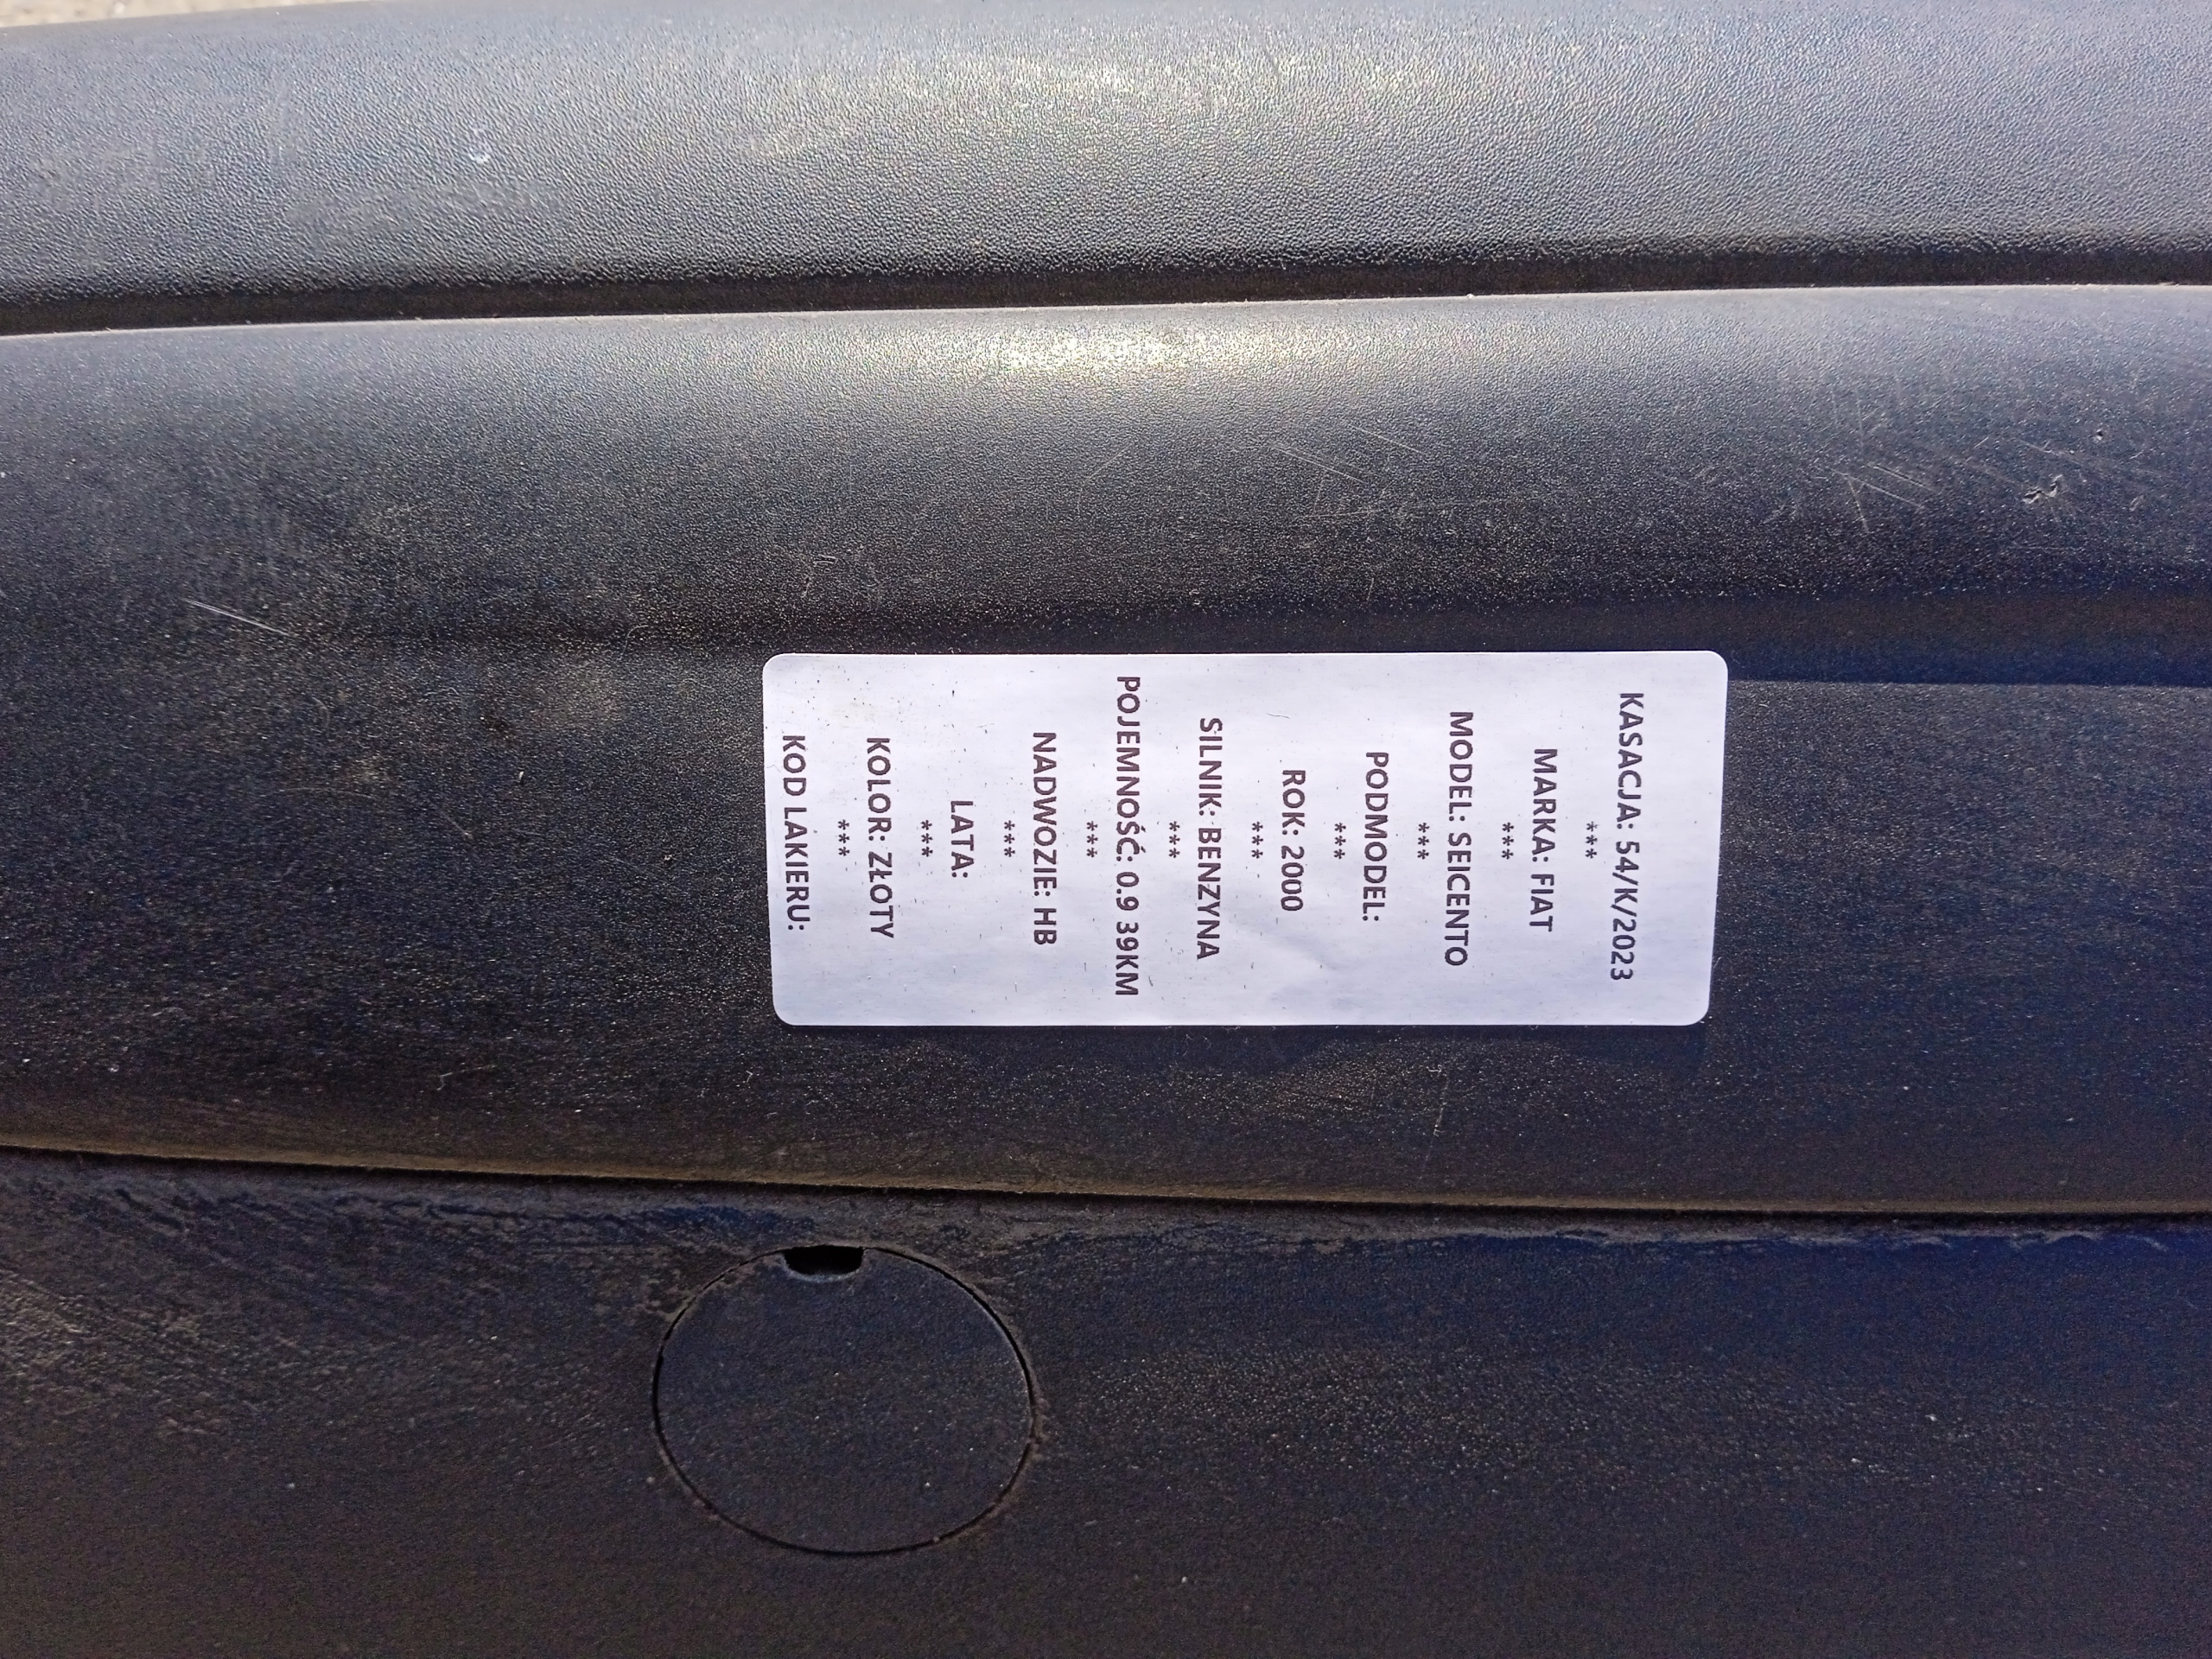 KASACJA: 54/K/2023
***
MARKA: FIAT
***
MODEL: SEICENTO
***
PODMODEL:
***
ROK: 2000
***
SILNIK: BENZYNA
***
POJEMNOŚĆ: 0.9 39KM
***
NADWOZIE: HB
***
LATA:
***
KOLOR: ZŁOTY
***
KOD LAKIERU: